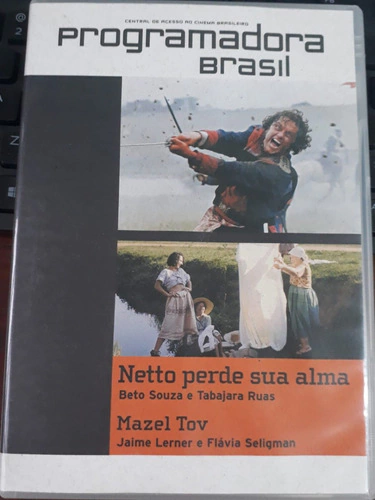 CENTRAL DE ACESSO AO CINEMA BRASILEIRO
programadora
BRASIL
Netto perde sua alma
Beto Souza e Tabajara Ruas
Mazel Tov
Jaime Lerner e Flávia Seligman